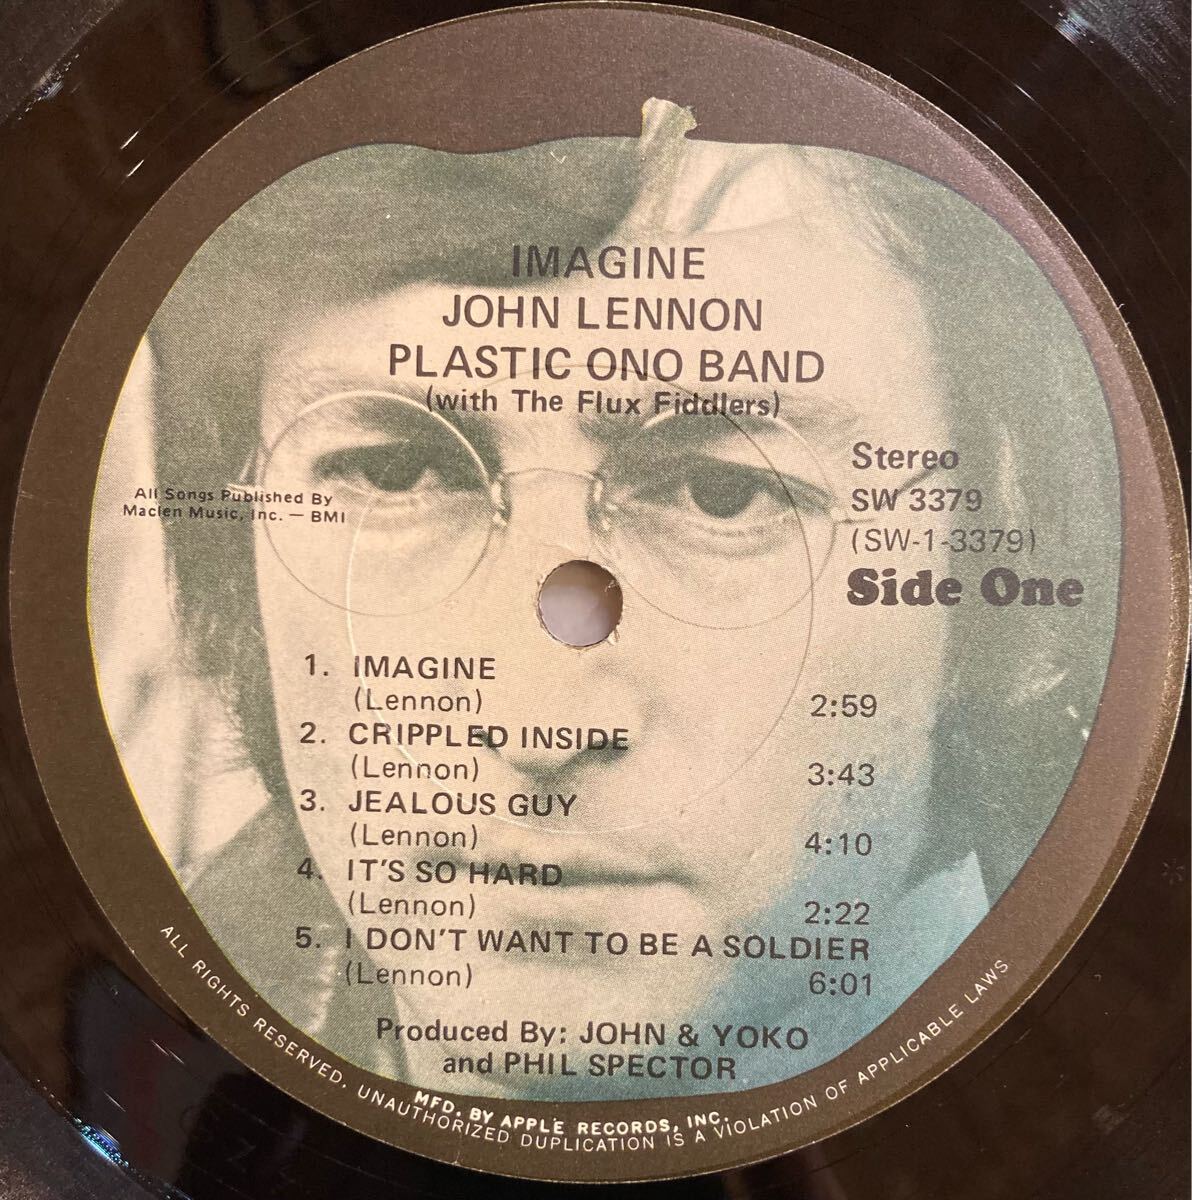 IMAGINE
JOHN LENNON
PLASTIC ONO BAND
(with The Flux Fiddlers)
Stereo
SW 3379
(SW-1-3379)
Side One
All Songs Published By
Maclen Music, Inc. — BMI
1. IMAGINE
(Lennon) 2:59
2. CRIPPLED INSIDE
(Lennon) 3:43
3. JEALOUS GUY
(Lennon) 4:10
4. IT'S SO HARD
(Lennon) 2:22
5. I DON'T WANT TO BE A SOLDIER
(Lennon) 6:01
Produced By: JOHN & YOKO
and PHIL SPECTOR
MFD. BY APPLE RECORDS, INC.
ALL RIGHTS RESERVED. UNAUTHORIZED DUPLICATION IS A VIOLATION OF APPLICABLE LAWS